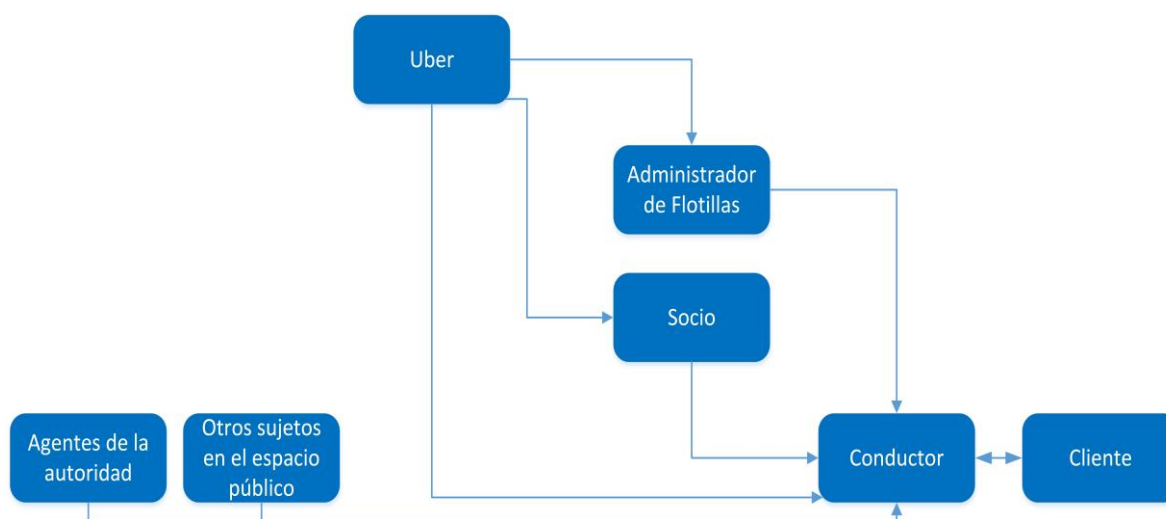 Uber
Administrador
de Flotillas
Socio
Agentes de la
autoridad
Otros sujetos
en el espacio
público
Conductor
Cliente